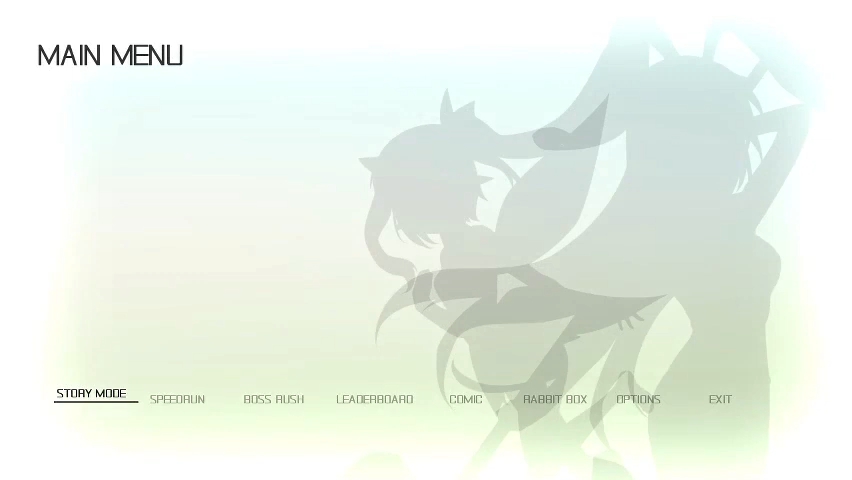 MAIN MENU
STORY MODE
SPEEDRUN
BOSS RUSH
LEADERBOARD
COMIC
RABBIT BOX
OPTIONS
EXIT